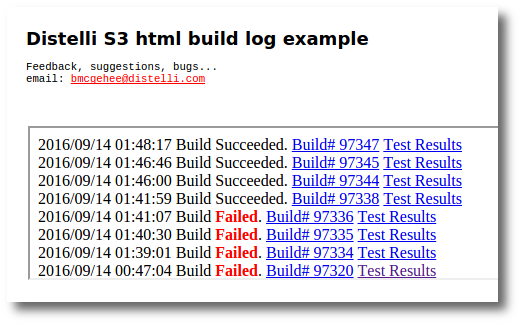 Distelli S3 html build log example
Feedback, suggestions, bugs...
email: bmcgehee@distelli.com
2016/09/14 01:48:17 Build Succeeded. Build# 97347 Test Results
2016/09/14 01:46:46 Build Succeeded. Build# 97345 Test Results
2016/09/14 01:46:00 Build Succeeded. Build# 97344 Test Results
2016/09/14 01:41:59 Build Succeeded. Build# 97338 Test Results
2016/09/14 01:41:07 Build Failed. Build# 97336 Test Results
2016/09/14 01:40:30 Build Failed. Build# 97335 Test Results
2016/09/14 01:39:01 Build Failed. Build# 97334 Test Results
2016/09/14 00:47:04 Build Failed. Build# 97320 Test Results